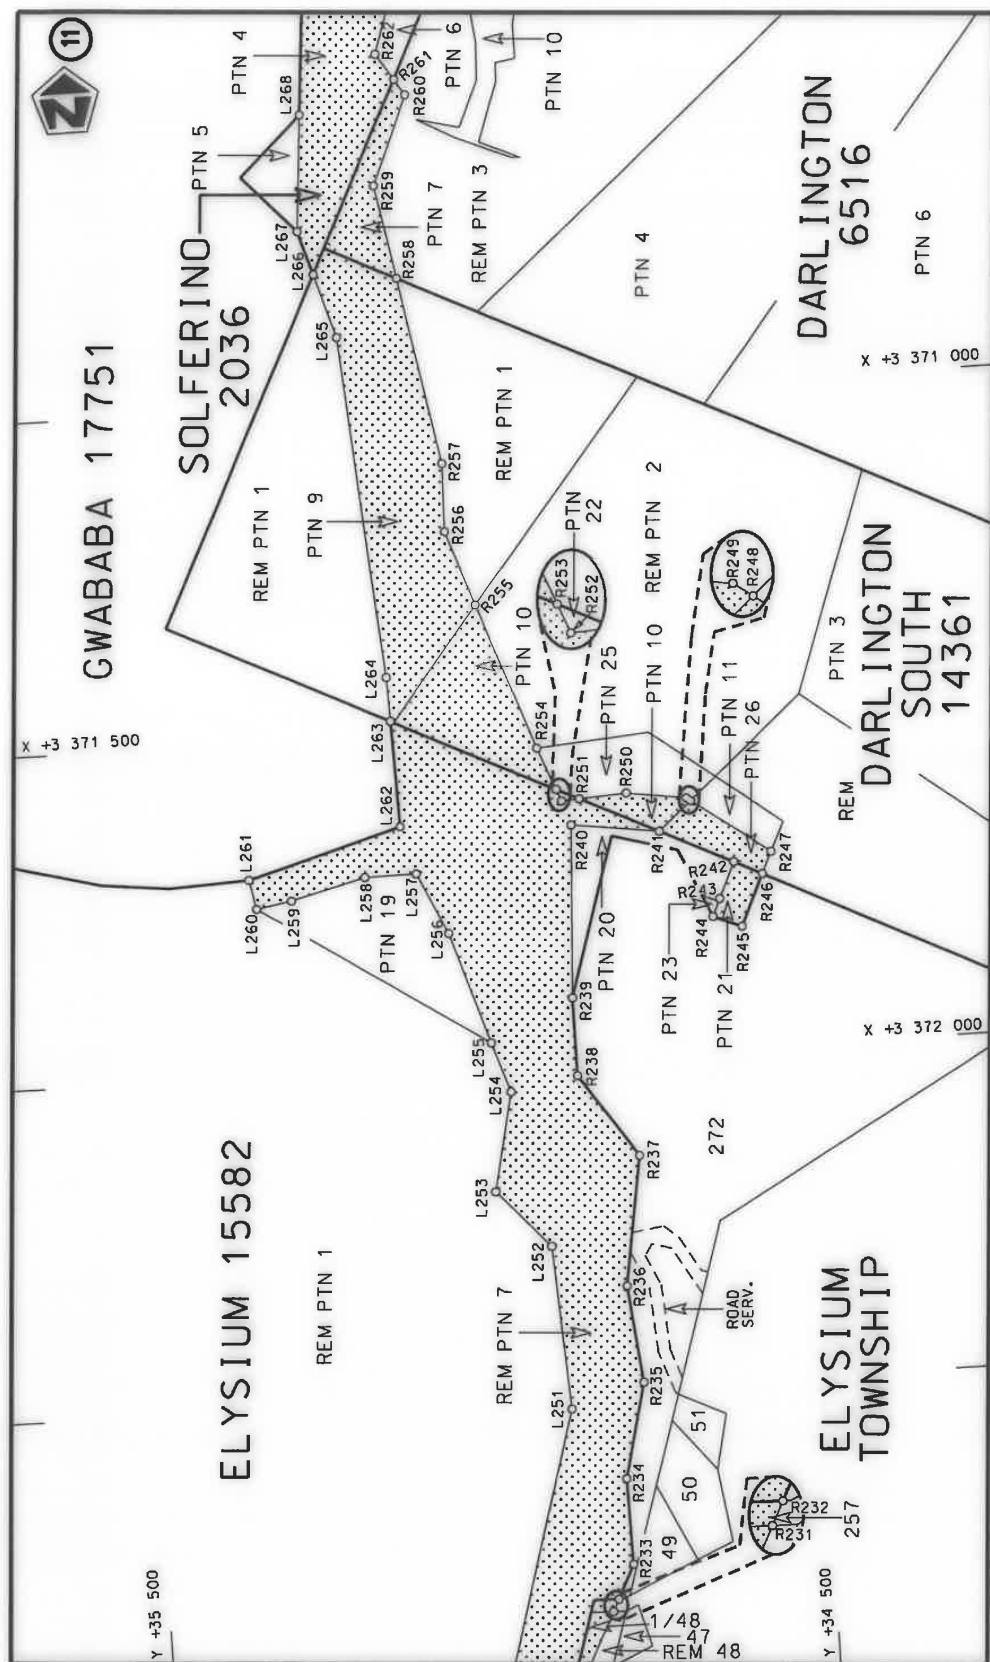 N
11
PTN 4
L268
PTN 5
R262
R26,
PTN 6
R260
PTN 10
L267
L266
SOLFERINO
2036
R259
PTN 7
REM PTN 3
R258
PTN 4
DARLINGTON
6516
PTN 6
L265
X +3 371 000
GWABABA 17751
REM PTN 1
PTN 9
REM PTN 1
R257
R256
R255
L264
L263
PTN 10
R253
R252
PTN
22
REM PTN 2
R249
R248
PTN 3
DARLINGTON
SOUTH
14361
REM
X +3 371 500
R254
R251
R250
PTN 25
PTN 10
PTN 11
PTN 26
L262
L261
L260
L259
L258
L257
L256
PTN 19
R240
R241
R242
R243
R244
R245
R246
R247
PTN 20
PTN 23
PTN 21
R239
X +3 372 000
L255
L254
R238
R237
272
L253
L252
ELYSIUM 15582
REM PTN 1
REM PTN 7
R236
ROAD
SERV.
ELYSIUM
TOWNSHIP
L251
R235
51
R234
50
R233
49
R232
R231
257
1/48
47
REM 48
Y +35 500
Y +34 500